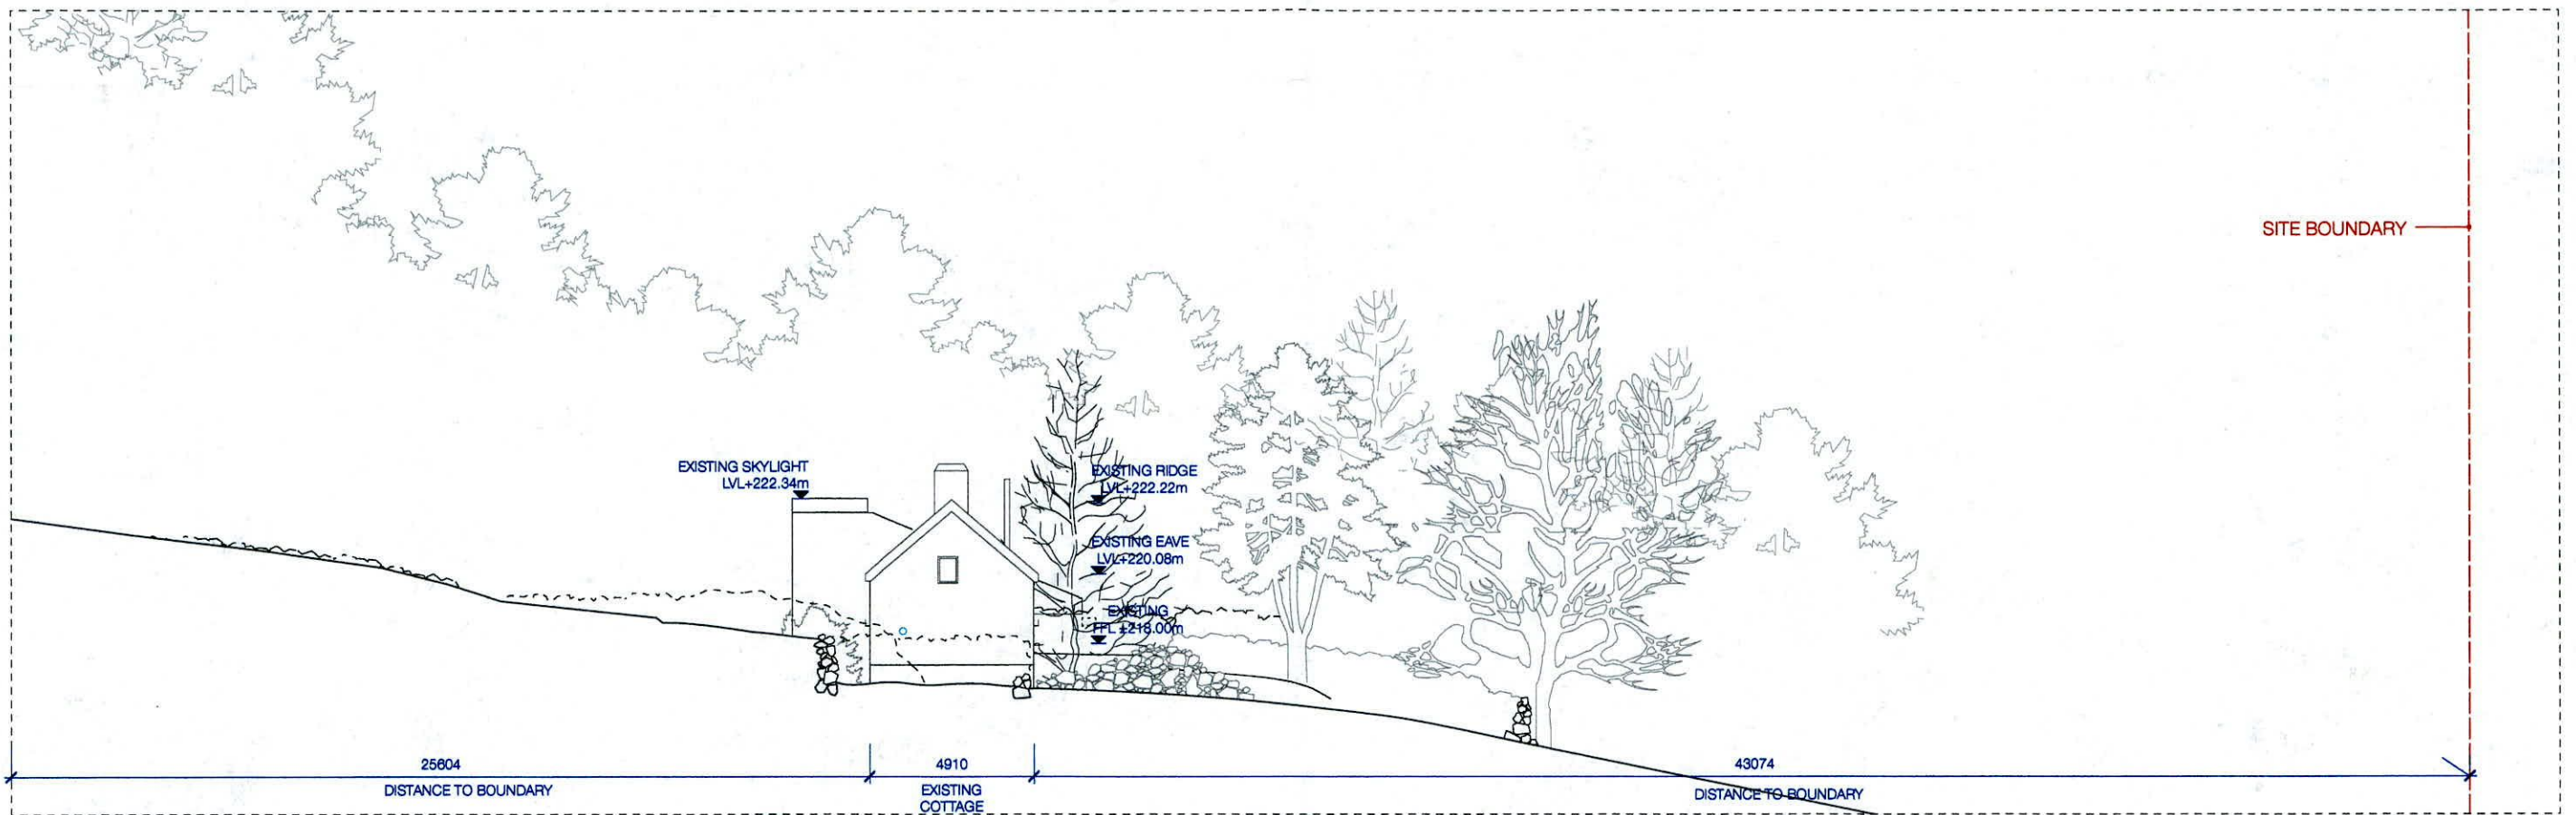 SITE BOUNDARY
EXISTING SKYLIGHT
LVL+222.34m
EXISTING RIDGE
LVL+222.22m
EXISTING EAVE
LVL+220.08m
EXISTING
FFL +218.00m
25604
DISTANCE TO BOUNDARY
4910
EXISTING
COTTAGE
43074
DISTANCE TO BOUNDARY